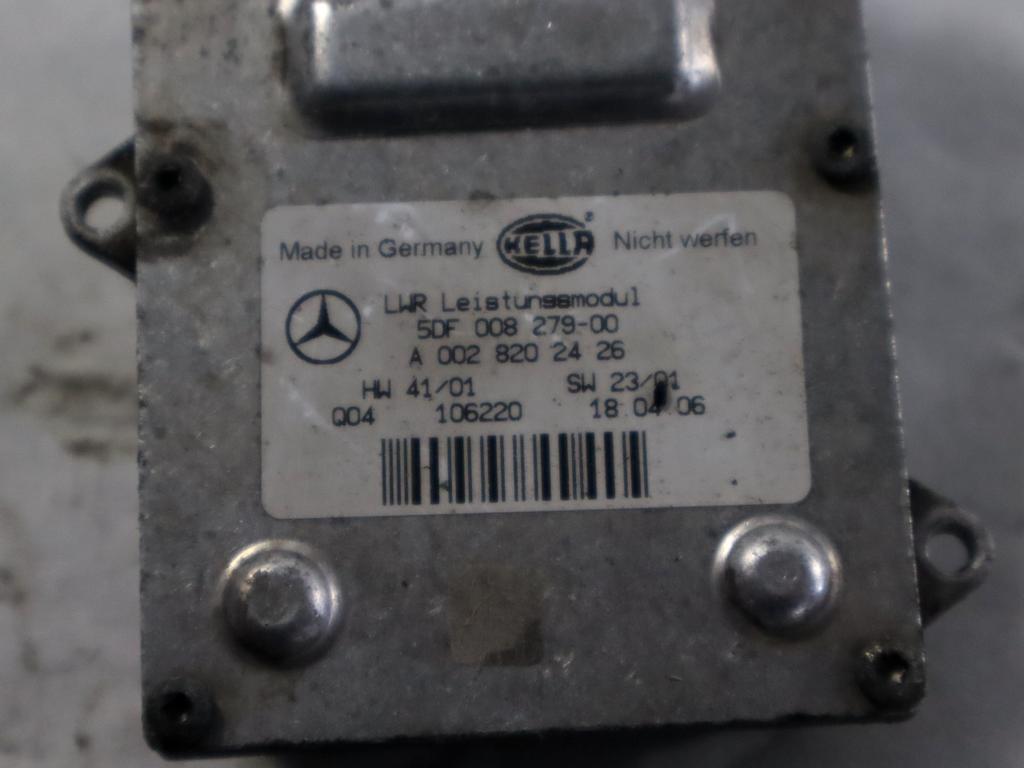 Made in Germany HELLA ® Nicht werfen
LWR Leistungsmodul
5DF 008 279-00
A 002 820 24 26
HW 41/01 SW 23/01
Q04 106220 18 04 06